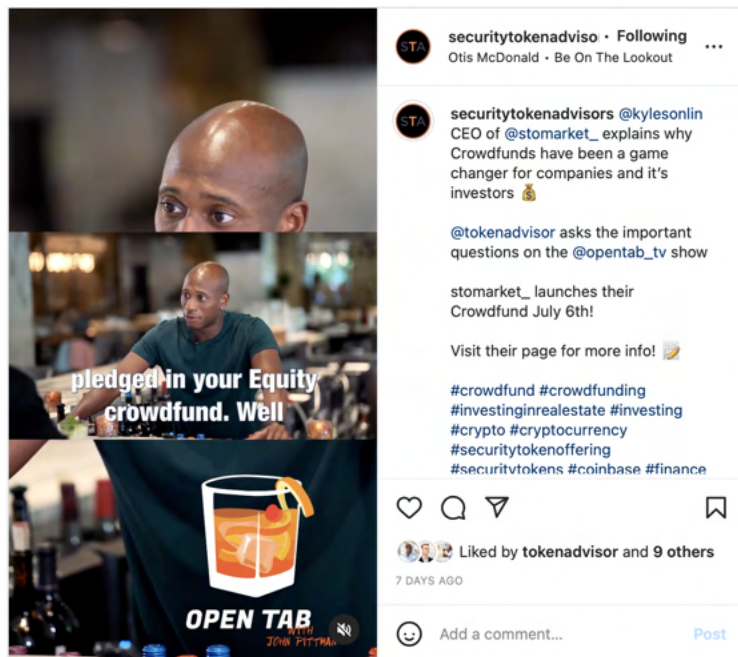 STA
securitytokenadviso • Following
Otis McDonald • Be On The Lookout
STA
securitytokenadvisors @kylesonlin
CEO of @stomarket_ explains why
Crowdfunds have been a game
changer for companies and it's
investors
@tokenadvisor asks the important
questions on the @opentab_tv show
stomarket_ launches their
Crowdfund July 6th!
Visit their page for more info!
#crowdfund #crowdfunding
#investinginrealestate #investing
#crypto #cryptocurrency
#securitytokenoffering
#securitytokens #coinbase #finance
Liked by tokenadvisor and 9 others
7 DAYS AGO
Add a comment... Post
pledged in your Equity
crowdfund. Well
OPEN TAB
WITH
JOHN PITTMAN